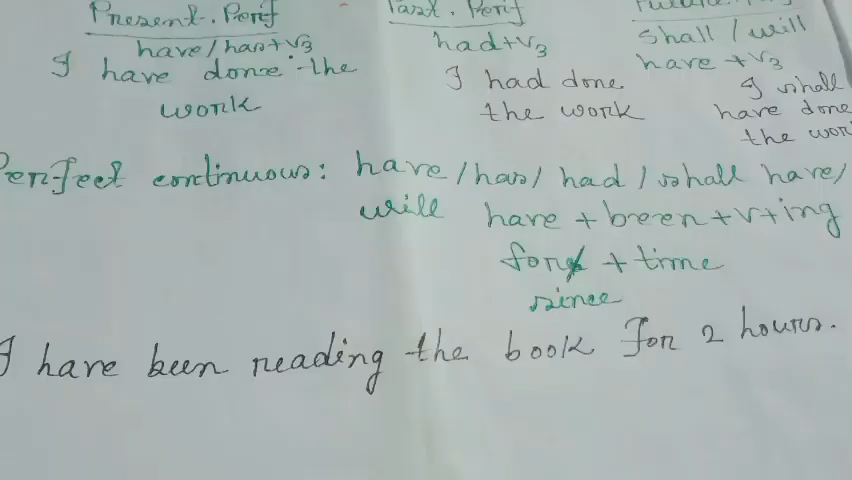 Present. Perf
have/has+v3
I have done the
work
Past. Perf
had+v3
I had done
the work
shall / will
have + v3
I shall
have done
the wor
Perfect continuous: have/has/ had / shall have/
will have + been + v+ing
for + time
since
I have been reading the book for 2 hours.